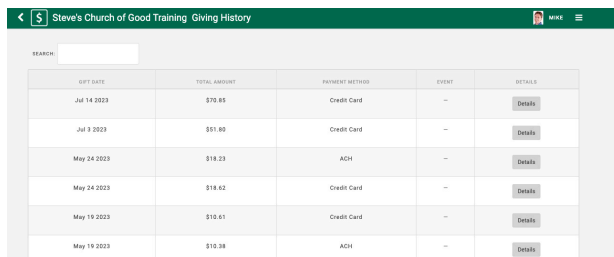 $ Steve's Church of Good Training Giving History MIKE
SEARCH:
GIFT DATE TOTAL AMOUNT PAYMENT METHOD EVENT DETAILS
Jul 14 2023 $70.85 Credit Card – Details
Jul 3 2023 $51.80 Credit Card – Details
May 24 2023 $18.23 ACH – Details
May 24 2023 $18.62 Credit Card – Details
May 19 2023 $10.61 Credit Card – Details
May 19 2023 $10.38 ACH – Details